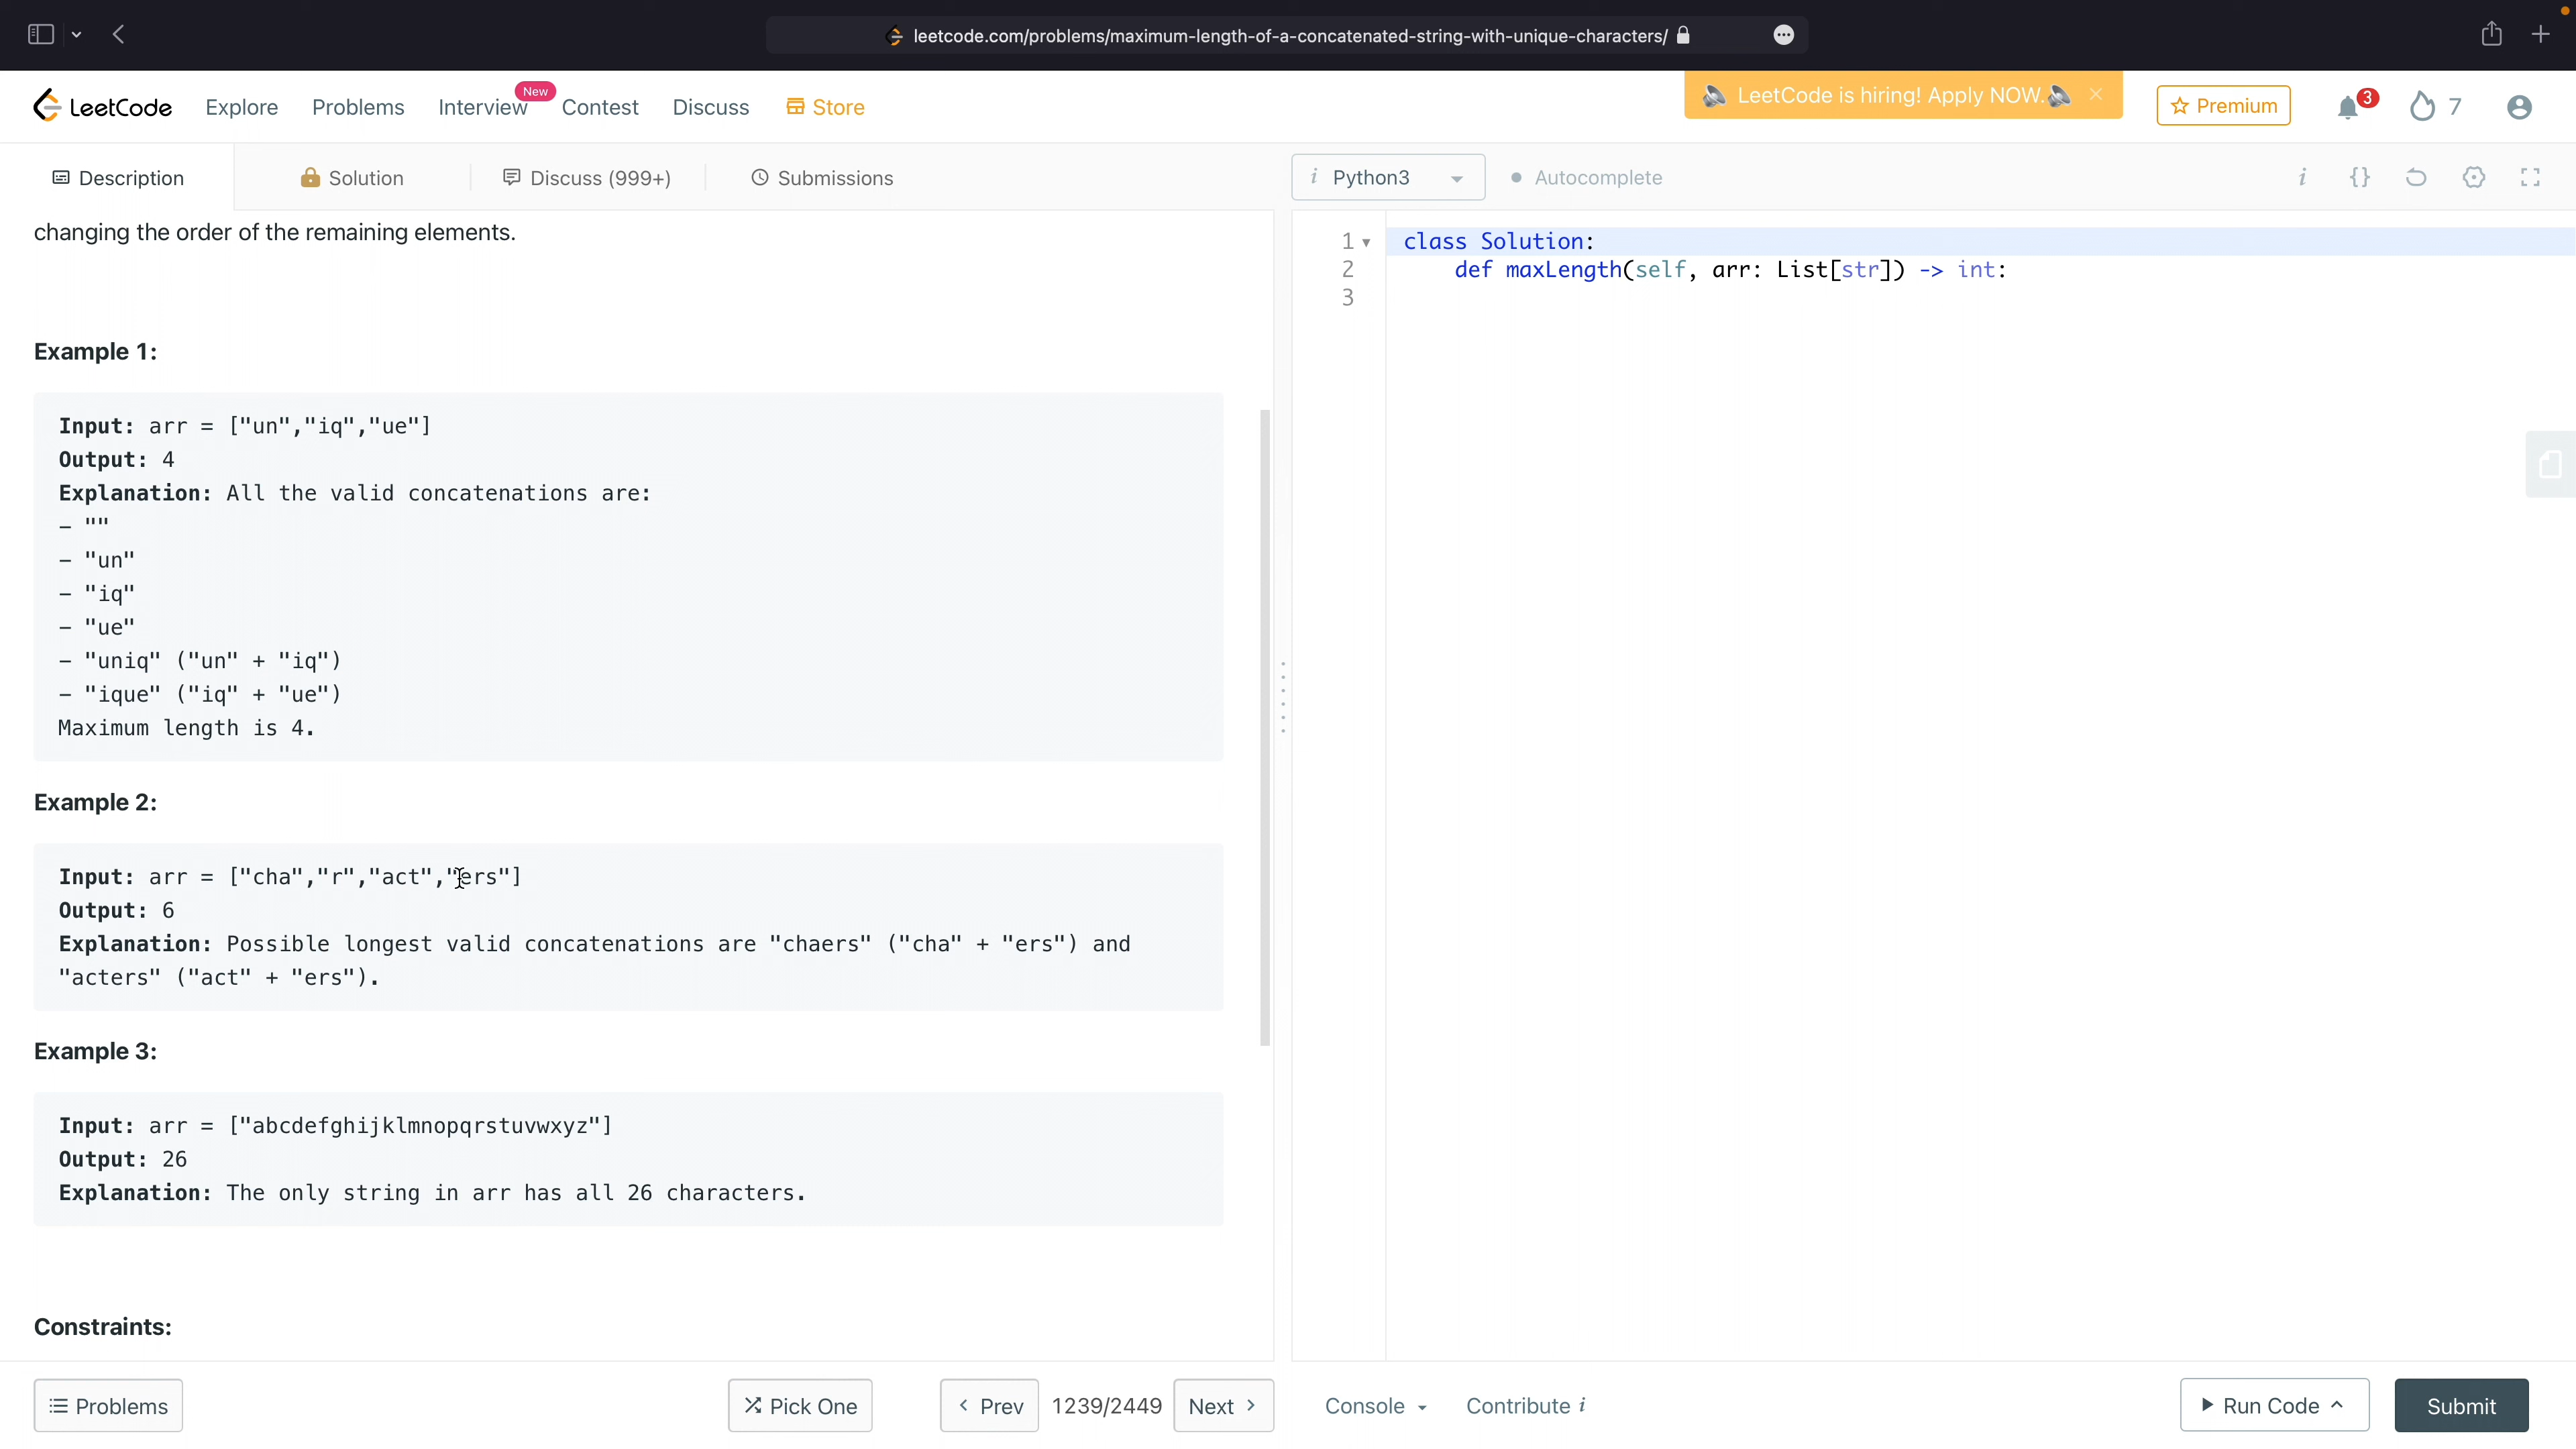 leetcode.com/problems/maximum-length-of-a-concatenated-string-with-unique-characters/
LeetCode Explore Problems Interview New Contest Discuss Store
LeetCode is hiring! Apply NOW. Premium 3 7
Description Solution Discuss (999+) Submissions
i Python3 Autocomplete i {}
changing the order of the remaining elements.
Example 1:
Input: arr = ["un","iq","ue"]
Output: 4
Explanation: All the valid concatenations are:
- ""
- "un"
- "iq"
- "ue"
- "uniq" ("un" + "iq")
- "ique" ("iq" + "ue")
Maximum length is 4.
Example 2:
Input: arr = ["cha","r","act","ers"]
Output: 6
Explanation: Possible longest valid concatenations are "chaers" ("cha" + "ers") and
"acters" ("act" + "ers").
Example 3:
Input: arr = ["abcdefghijklmnopqrstuvwxyz"]
Output: 26
Explanation: The only string in arr has all 26 characters.
Constraints:
1 class Solution:
2 def maxLength(self, arr: List[str]) -> int:
3
Problems Pick One Prev 1239/2449 Next
Console Contribute i Run Code Submit